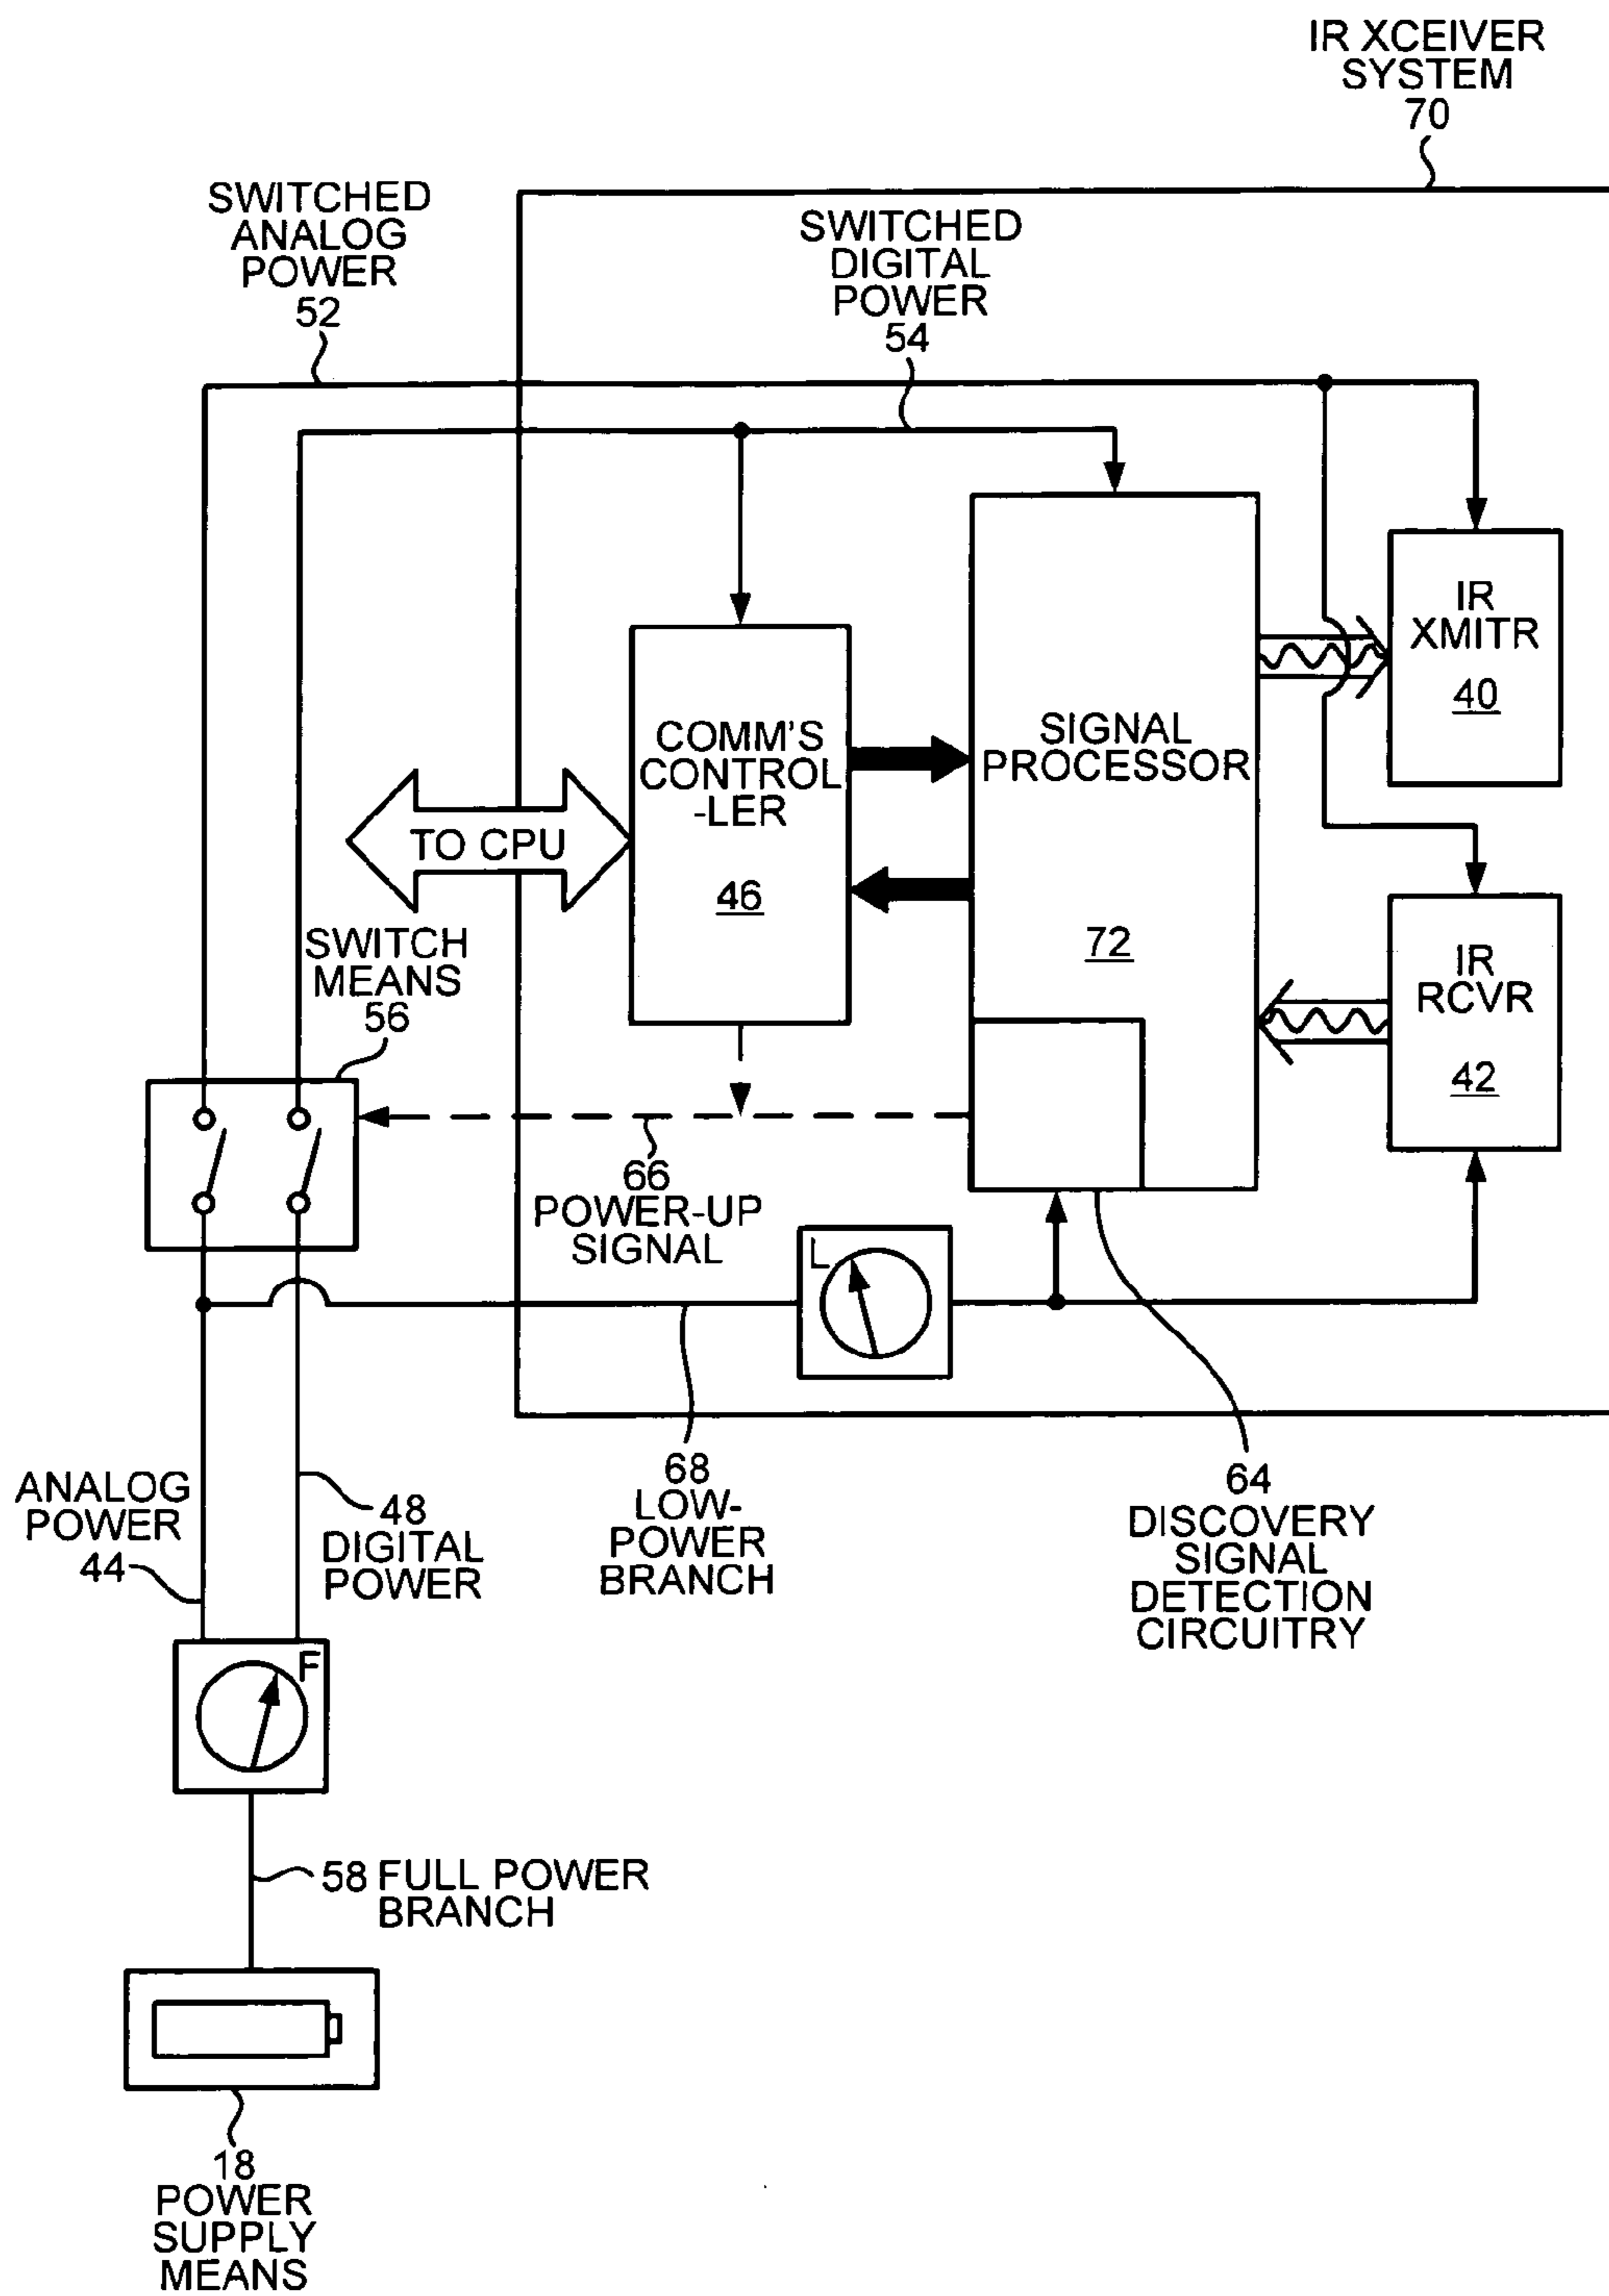 IR XCEIVER
SYSTEM
70
SWITCHED
ANALOG
POWER
52
SWITCHED
DIGITAL
POWER
54
IR
XMITR
40
COMM'S
CONTROL
-LER
46
SIGNAL
PROCESSOR
72
TO CPU
IR
RCVR
42
SWITCH
MEANS
56
66
POWER-UP
SIGNAL
L
68
LOW-
POWER
BRANCH
64
DISCOVERY
SIGNAL
DETECTION
CIRCUITRY
ANALOG
POWER
44
48
DIGITAL
POWER
F
58 FULL POWER
BRANCH
18
POWER
SUPPLY
MEANS